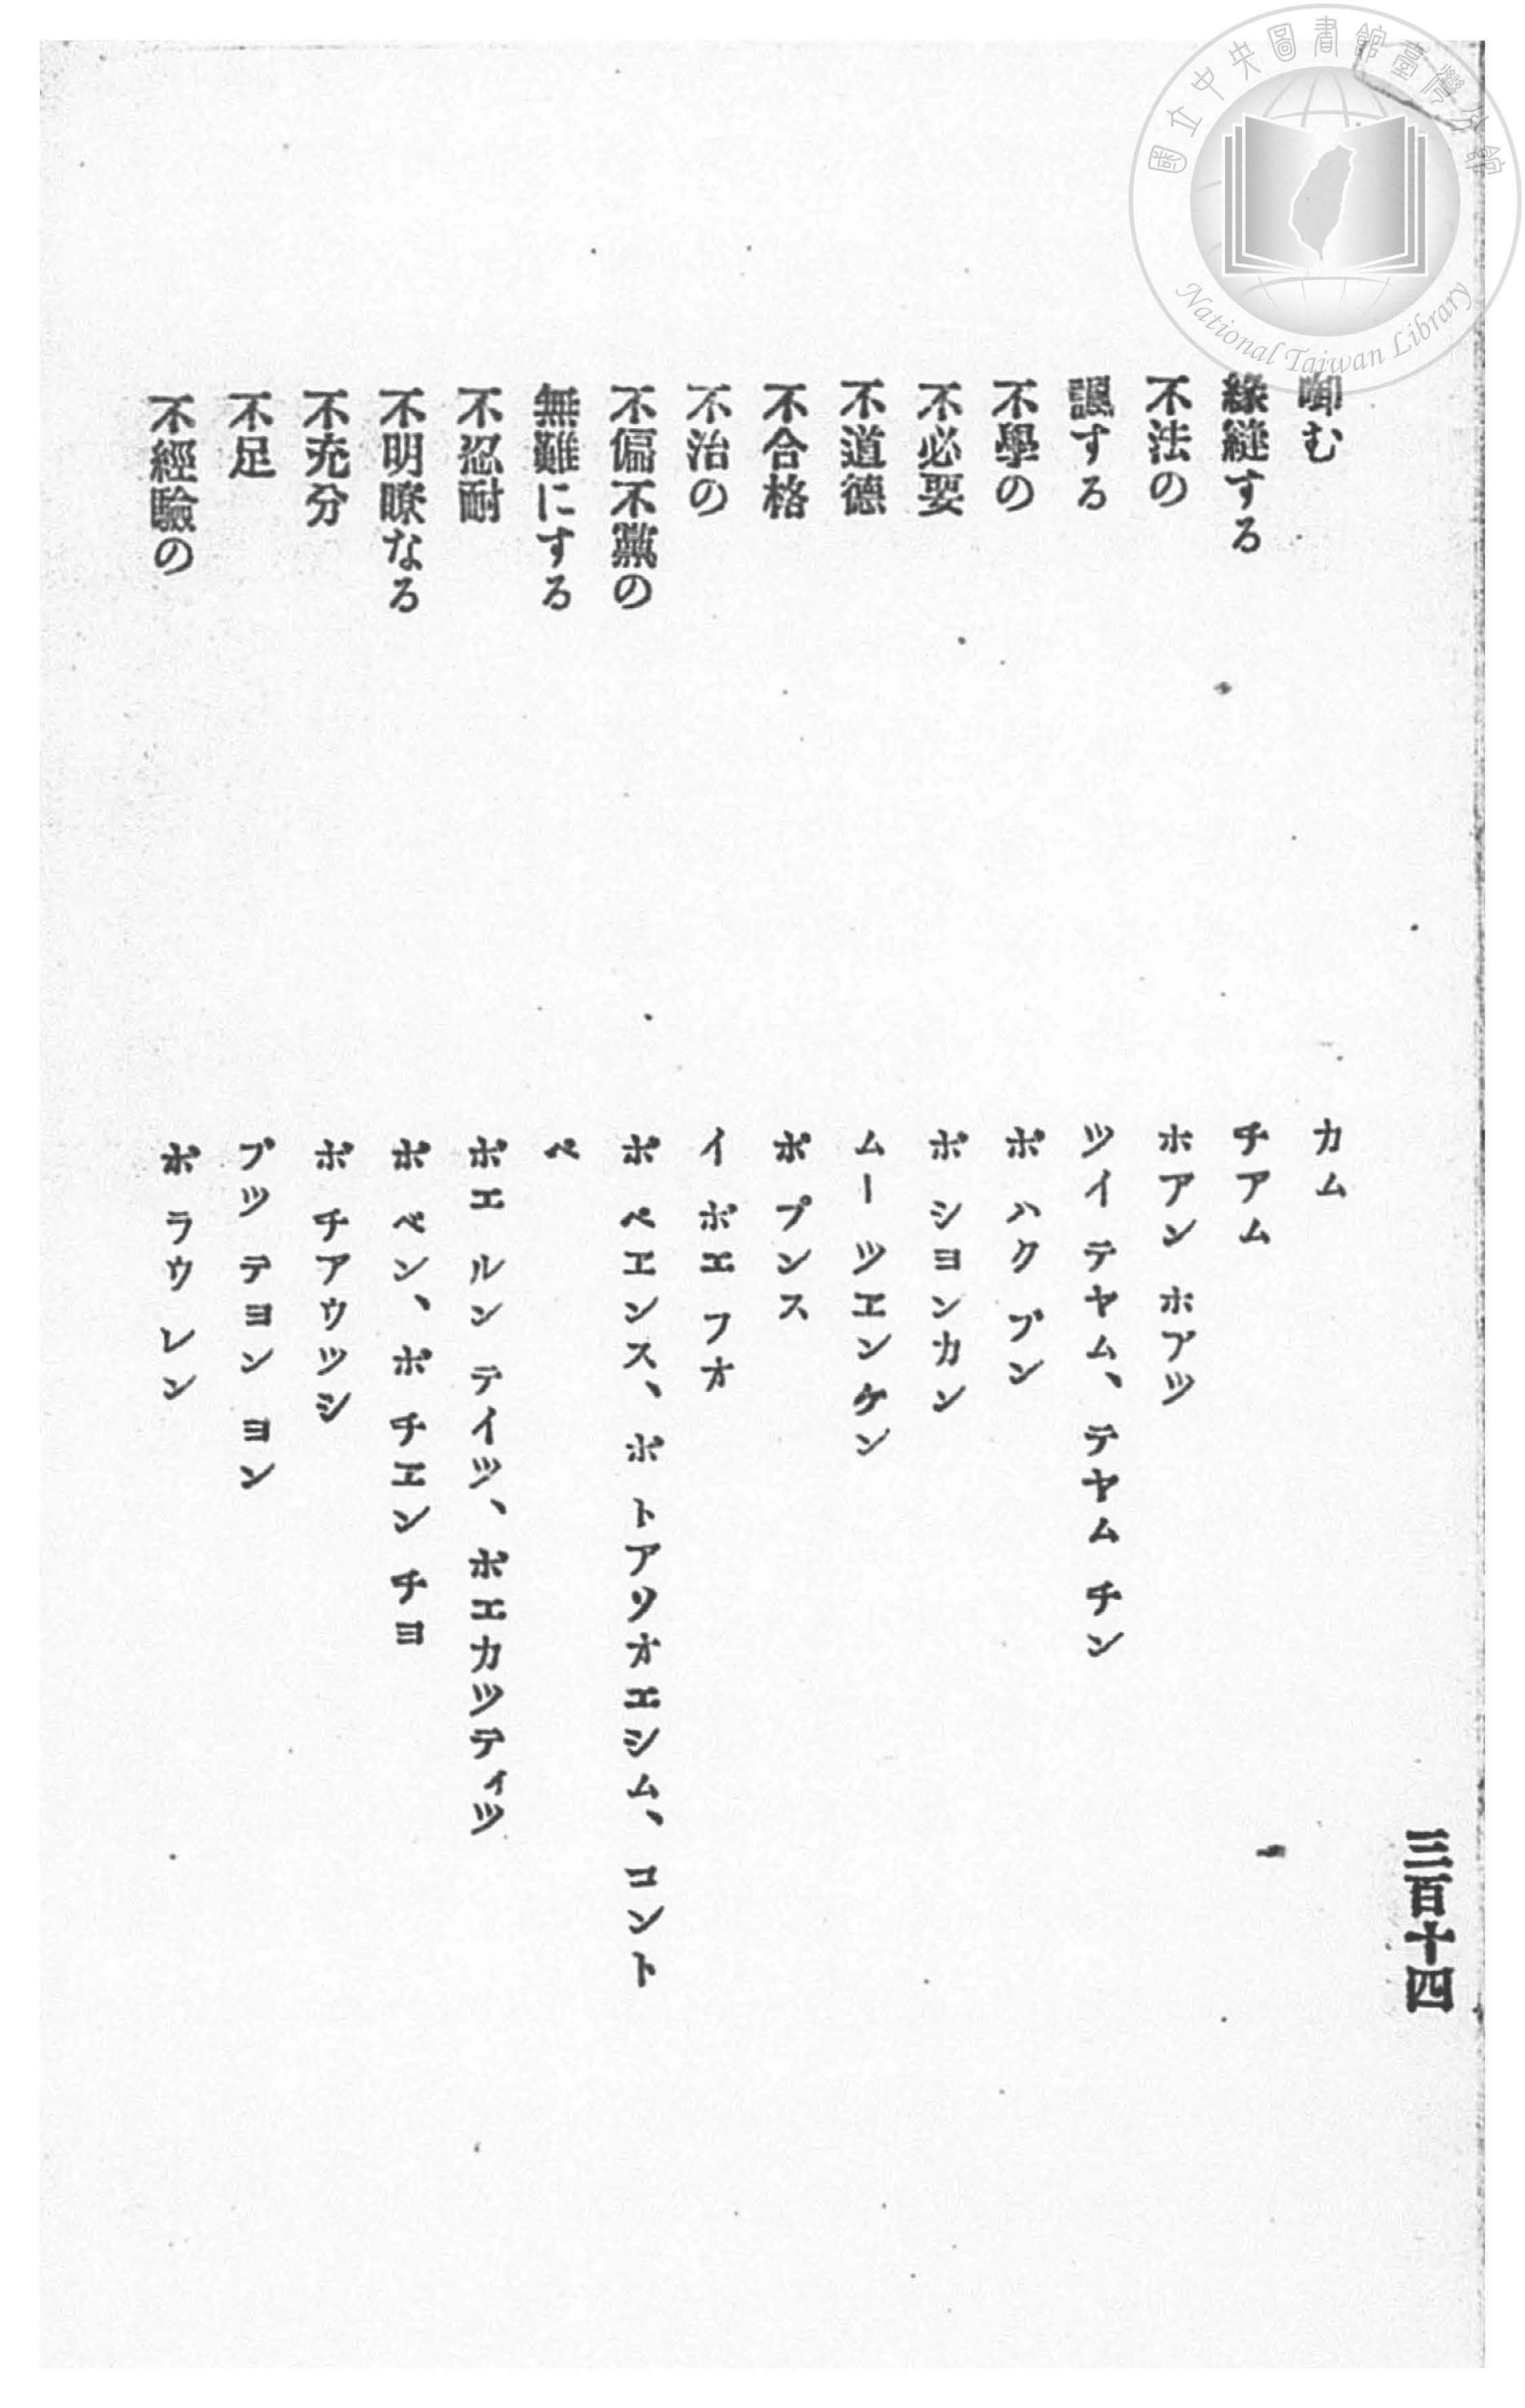 國立中央圖書館臺灣分館
National Taiwan Library
三百十四
啣む　カム
緣縫する　チアム
不法の　ホアン ホアツ
諷する　ツイ テヤム、テヤム チン
不學の　ボ ハク ブン
不必要　ボ シヨンカン
不道德　ムー ツエンケン
不合格　ボ プンス
不治の　イ ボエ フオ
不偏不黨の　ボ ペエンス、ボ トアリオエシム、コント
無難にする　ペ
不忍耐　ボエ ルン テイツ、ボエカツテイツ
不明瞭なる　ボ ベン、ボ チエン チヨ
不充分　ボ チアウツシ
不足　ブツ テヨン ヨン
不經驗の　ボ ラウ レン